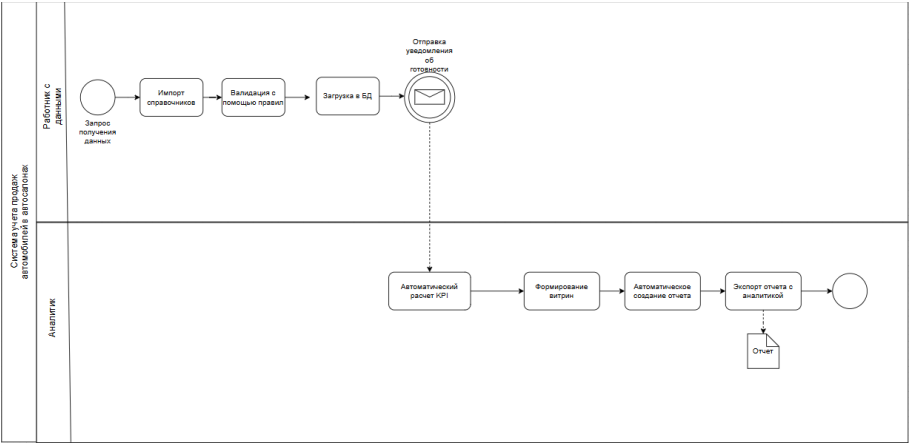 Система учета продаж
автомобилей в автосалонах
Работник с
данными
Запрос
получения
данных
Импорт
справочников
Валидация с
помощью правил
Загрузка в БД
Отправка
уведомления
об
готовности
Аналитик
Автоматический
расчет KPI
Формирование
витрин
Автоматическое
создание отчета
Экспорт отчета с
аналитикой
Отчет